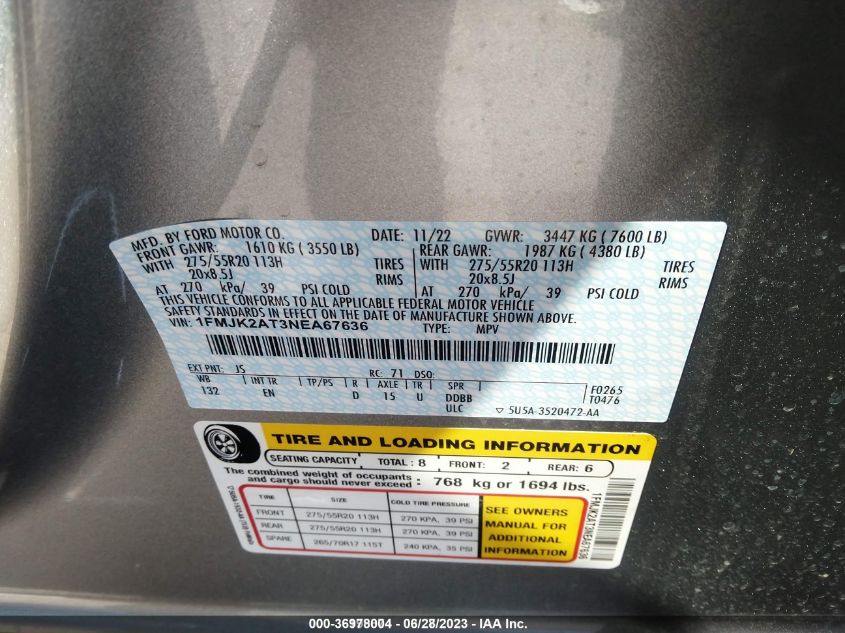 MFD. BY FORD MOTOR CO. DATE: 11/22 GVWR: 3447 KG ( 7600 LB)
FRONT GAWR: 1610 KG ( 3550 LB) REAR GAWR: 1987 KG ( 4380 LB)
WITH 275/55R20 113H TIRES WITH 275/55R20 113H TIRES
20x8.5J RIMS 20x8.5J RIMS
AT 270 kPa/ 39 PSI COLD AT 270 kPa/ 39 PSI COLD
THIS VEHICLE CONFORMS TO ALL APPLICABLE FEDERAL MOTOR VEHICLE
SAFETY STANDARDS IN EFFECT ON THE DATE OF MANUFACTURE SHOWN ABOVE.
VIN: 1FMJK2AT3NEA67636 TYPE: MPV
EXT PNT: JS RC: 71 DSO:
WB INT TR TP/PS R AXLE TR SPR F0265
132 EN D 15 U DDBB T0476
ULC ▽ 5U5A-3520472-AA
TIRE AND LOADING INFORMATION
SEATING CAPACITY TOTAL : 8 FRONT: 2 REAR: 6
The combined weight of occupants
and cargo should never exceed : 768 kg or 1694 lbs.
TIRE SIZE COLD TIRE PRESSURE
FRONT 275/55R20 113H 270 KPA, 39 PSI
REAR 275/55R20 113H 270 KPA, 39 PSI
SPARE 265/70R17 115T 240 KPA, 35 PSI
SEE OWNERS
MANUAL FOR
ADDITIONAL
INFORMATION
1FMJK2AT3NEA67636
000-36978004 - 06/28/2023 - IAA Inc.